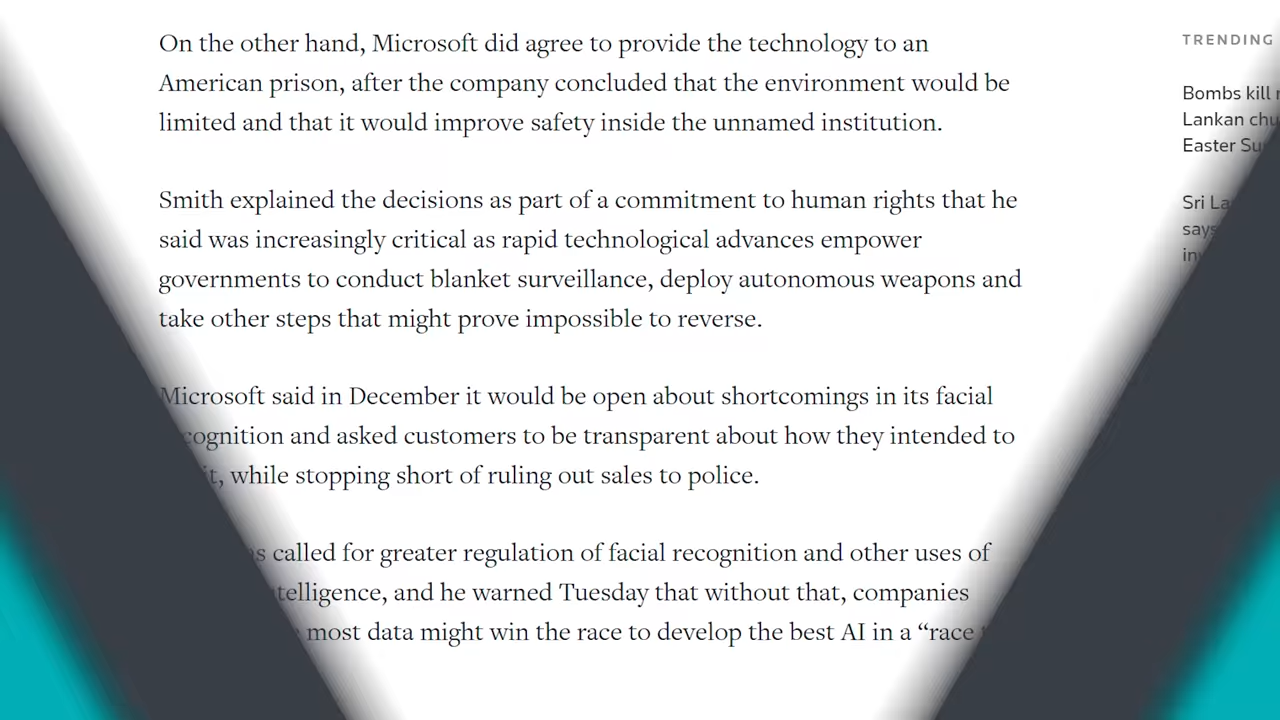 On the other hand, Microsoft did agree to provide the technology to an
American prison, after the company concluded that the environment would be
limited and that it would improve safety inside the unnamed institution.
Smith explained the decisions as part of a commitment to human rights that he
said was increasingly critical as rapid technological advances empower
governments to conduct blanket surveillance, deploy autonomous weapons and
take other steps that might prove impossible to reverse.
Microsoft said in December it would be open about shortcomings in its facial
and asked customers to be transparent about how they intended to
while stopping short of ruling out sales to police.
called for greater regulation of facial recognition and other uses of
and he warned Tuesday that without that, companies
most data might win the race to develop the best AI in a “race
TRENDING
Bombs kill
Lankan
Easter
Sri
says